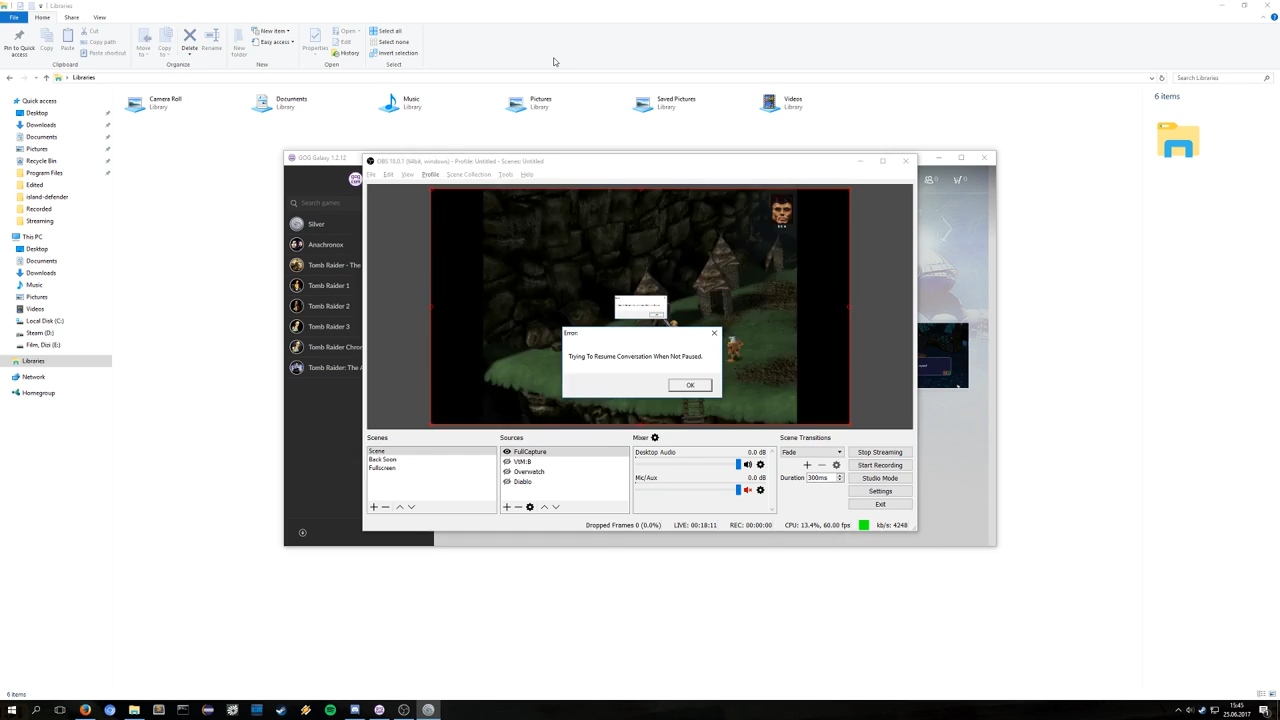 Libraries
File Home Share View
Pin to Quick access
Copy
Paste
Cut
Copy path
Paste shortcut
Clipboard
Move to
Copy to
Delete
Rename
Organize
New folder
New item
Easy access
New
Properties
Open
Edit
History
Open
Select all
Select none
Invert selection
Select
Libraries
Search Libraries
Quick access
Desktop
Downloads
Documents
Pictures
Recycle Bin
Program Files
Edited
island-defender
Recorded
Streaming
This PC
Desktop
Downloads
Documents
Music
Pictures
Videos
Local Disk (C:)
Steam (D:)
Film, Dizi (E:)
Libraries
Network
Homegroup
Camera Roll
Library
Documents
Library
Music
Library
Pictures
Library
Saved Pictures
Library
Videos
Library
6 items
GOG Galaxy 1.2.12
Search games
Silver
Anachronox
Tomb Raider - The
Tomb Raider 1
Tomb Raider 2
Tomb Raider 3
Tomb Raider Chron
Tomb Raider: The A
0
0
OBS 18.0.1 (64bit, windows) - Profile: Untitled - Scenes: Untitled
File Edit View Profile Scene Collection Tools Help
Error:
Trying To Resume Conversation When Not Paused.
OK
Scenes
Scene
Back Soon
Fullscreen
Sources
FullCapture
VtM:B
Overwatch
Diablo
Mixer
Desktop Audio 0.0 dB
Mic/Aux 0.0 dB
Scene Transitions
Fade
Duration 300ms
Stop Streaming
Start Recording
Studio Mode
Settings
Exit
Dropped Frames 0 (0.0%) LIVE: 00:18:11 REC: 00:00:00 CPU: 13.4%, 60.00 fps kb/s: 4248
6 items
15:45
25.06.2017